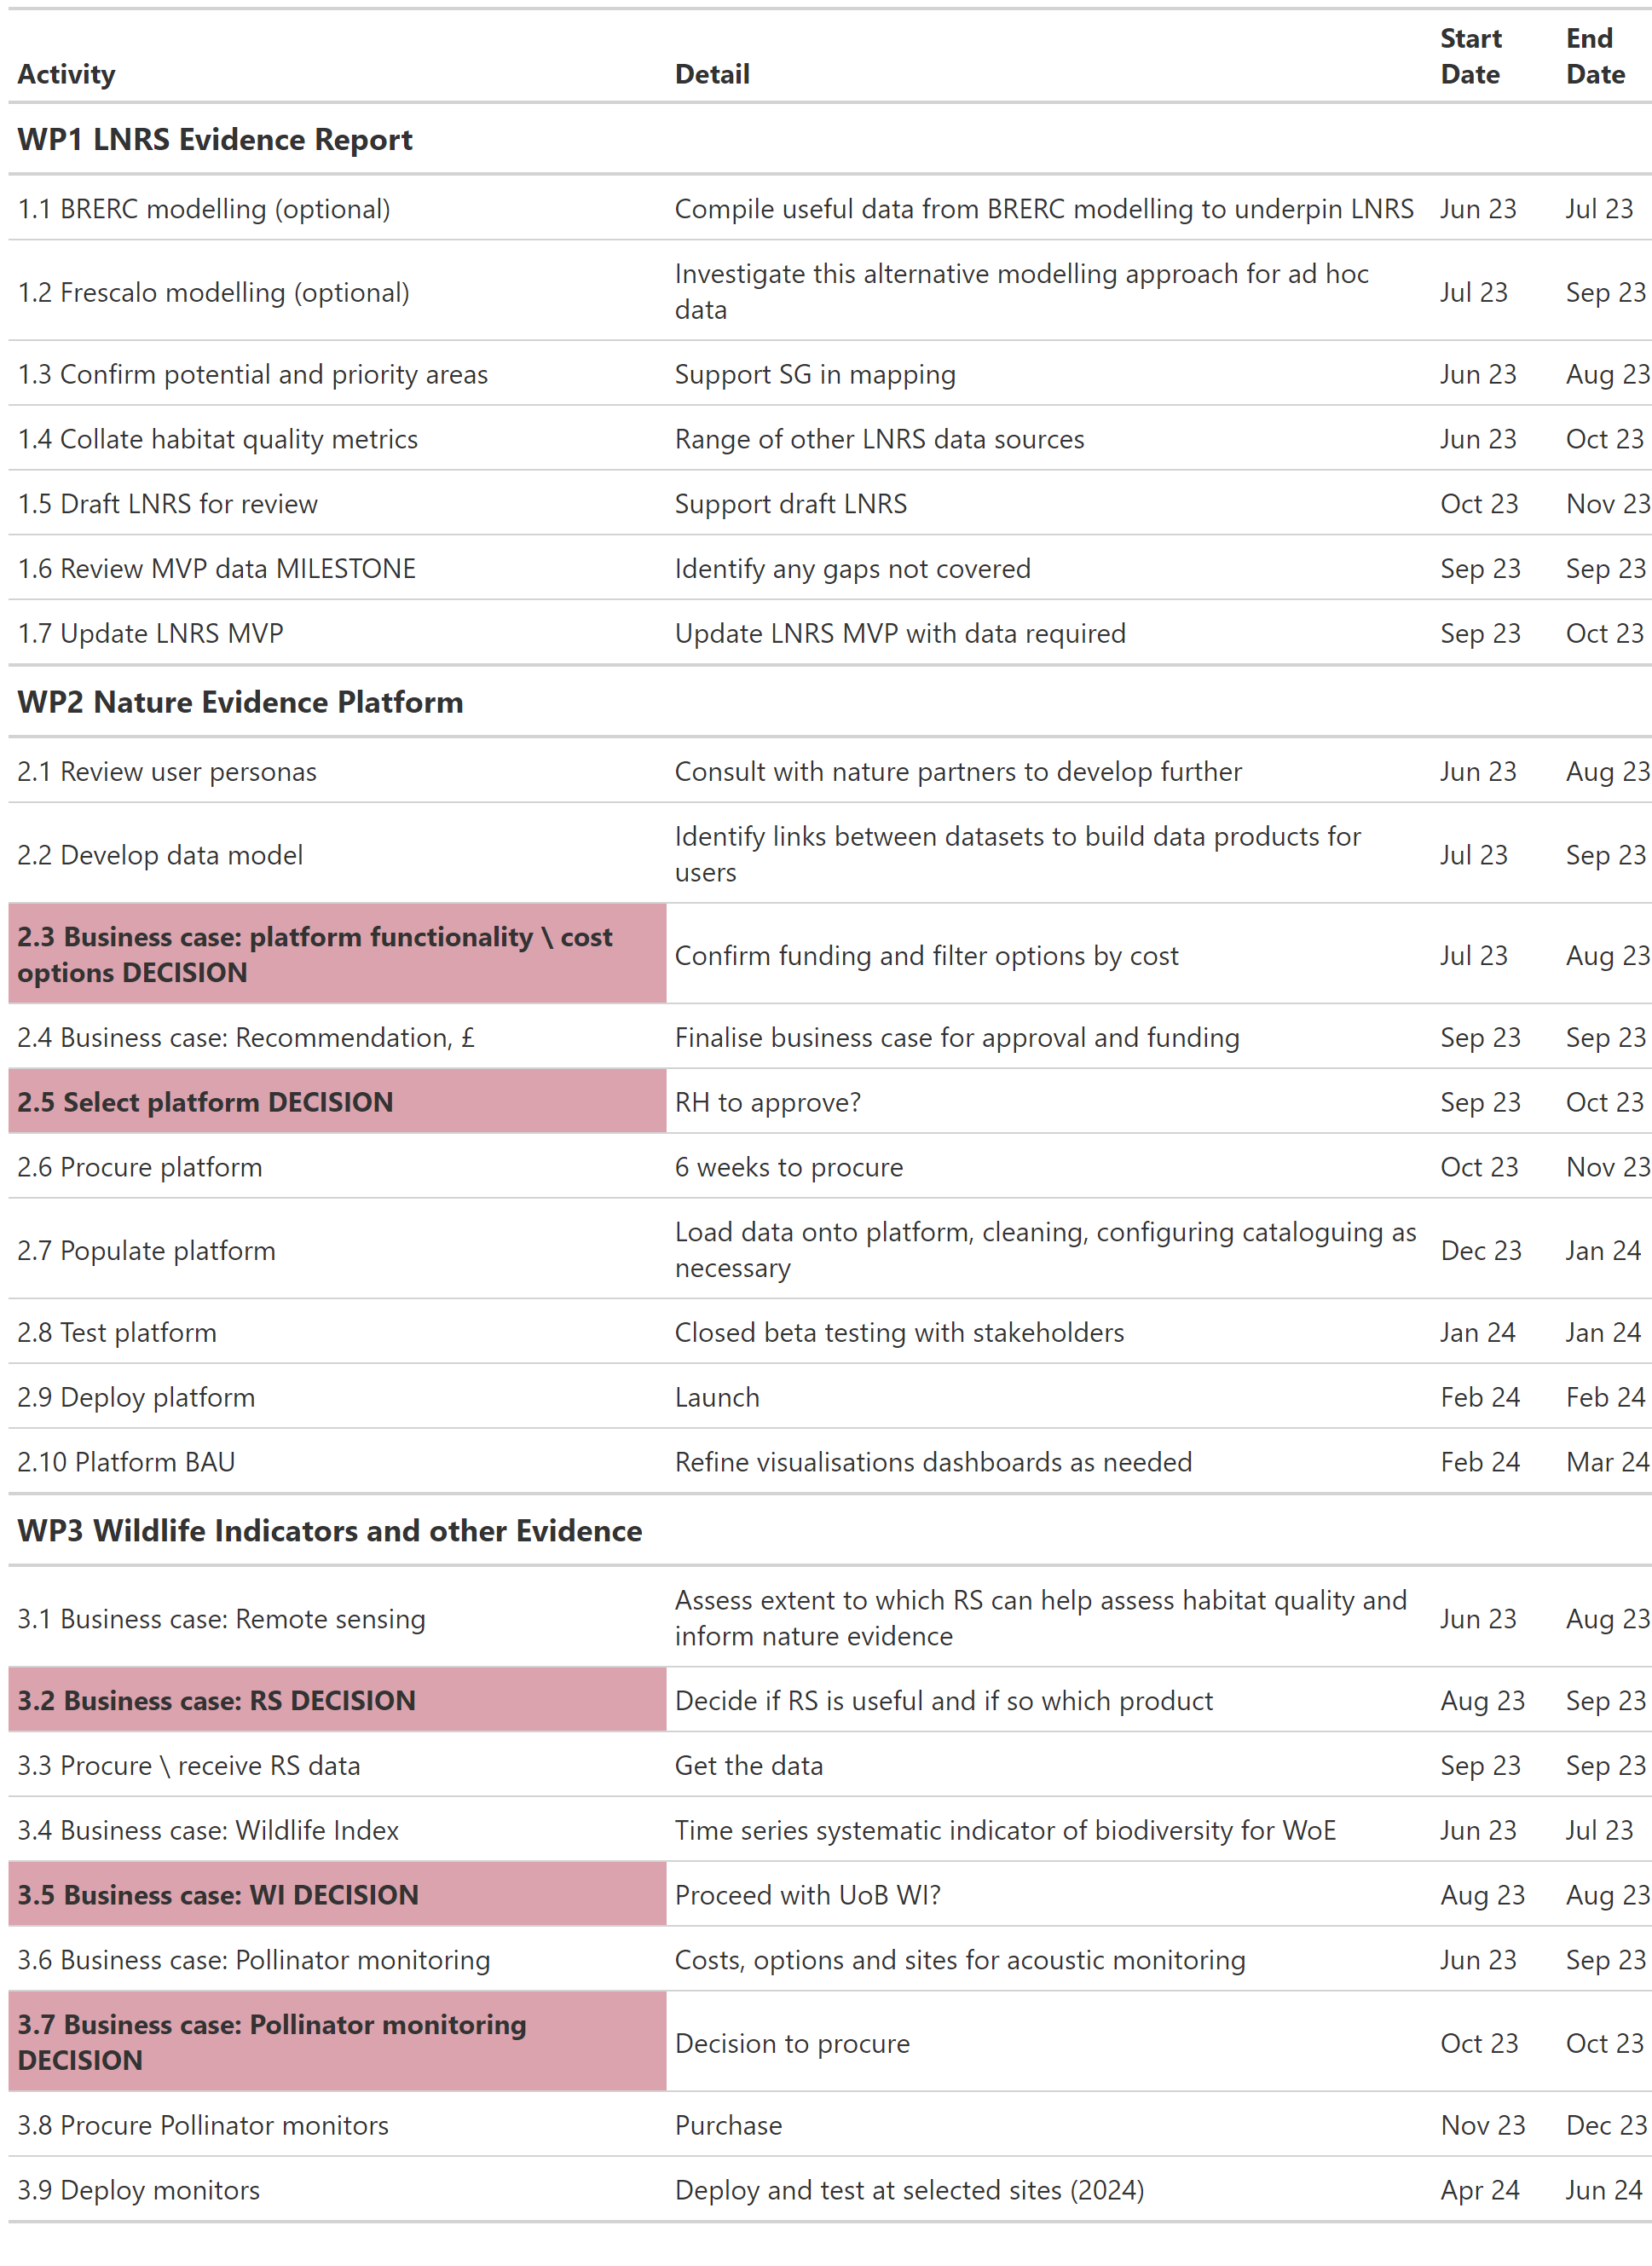 Activity Detail Start Date End Date
WP1 LNRS Evidence Report
1.1 BRERC modelling (optional) Compile useful data from BRERC modelling to underpin LNRS Jun 23 Jul 23
1.2 Frescalo modelling (optional) Investigate this alternative modelling approach for ad hoc data Jul 23 Sep 23
1.3 Confirm potential and priority areas Support SG in mapping Jun 23 Aug 23
1.4 Collate habitat quality metrics Range of other LNRS data sources Jun 23 Oct 23
1.5 Draft LNRS for review Support draft LNRS Oct 23 Nov 23
1.6 Review MVP data MILESTONE Identify any gaps not covered Sep 23 Sep 23
1.7 Update LNRS MVP Update LNRS MVP with data required Sep 23 Oct 23
WP2 Nature Evidence Platform
2.1 Review user personas Consult with nature partners to develop further Jun 23 Aug 23
2.2 Develop data model Identify links between datasets to build data products for users Jul 23 Sep 23
2.3 Business case: platform functionality \ cost options DECISION Confirm funding and filter options by cost Jul 23 Aug 23
2.4 Business case: Recommendation, £ Finalise business case for approval and funding Sep 23 Sep 23
2.5 Select platform DECISION RH to approve? Sep 23 Oct 23
2.6 Procure platform 6 weeks to procure Oct 23 Nov 23
2.7 Populate platform Load data onto platform, cleaning, configuring cataloguing as necessary Dec 23 Jan 24
2.8 Test platform Closed beta testing with stakeholders Jan 24 Jan 24
2.9 Deploy platform Launch Feb 24 Feb 24
2.10 Platform BAU Refine visualisations dashboards as needed Feb 24 Mar 24
WP3 Wildlife Indicators and other Evidence
3.1 Business case: Remote sensing Assess extent to which RS can help assess habitat quality and inform nature evidence Jun 23 Aug 23
3.2 Business case: RS DECISION Decide if RS is useful and if so which product Aug 23 Sep 23
3.3 Procure \ receive RS data Get the data Sep 23 Sep 23
3.4 Business case: Wildlife Index Time series systematic indicator of biodiversity for WoE Jun 23 Jul 23
3.5 Business case: WI DECISION Proceed with UoB WI? Aug 23 Aug 23
3.6 Business case: Pollinator monitoring Costs, options and sites for acoustic monitoring Jun 23 Sep 23
3.7 Business case: Pollinator monitoring DECISION Decision to procure Oct 23 Oct 23
3.8 Procure Pollinator monitors Purchase Nov 23 Dec 23
3.9 Deploy monitors Deploy and test at selected sites (2024) Apr 24 Jun 24